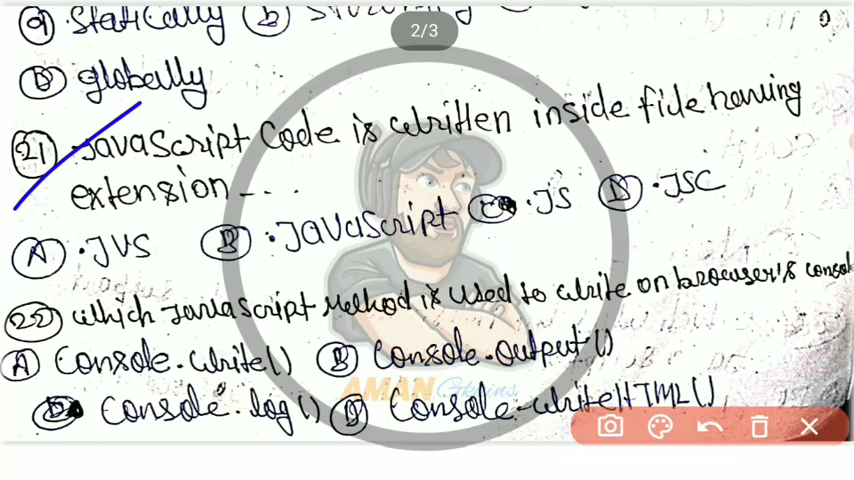 2/3
(a) Statically (b)
(D) globally
(21) JavaScript Code is written inside file having
extension - - .
(A) .JVS (B) .JavaScript (C) .JS (D) .JSC
(22) which JavaScript Method is used to write on browser's consol
(A) Console.write() (B) Console.output()
Console.log() (D) Console.writeHTML()
AMAN